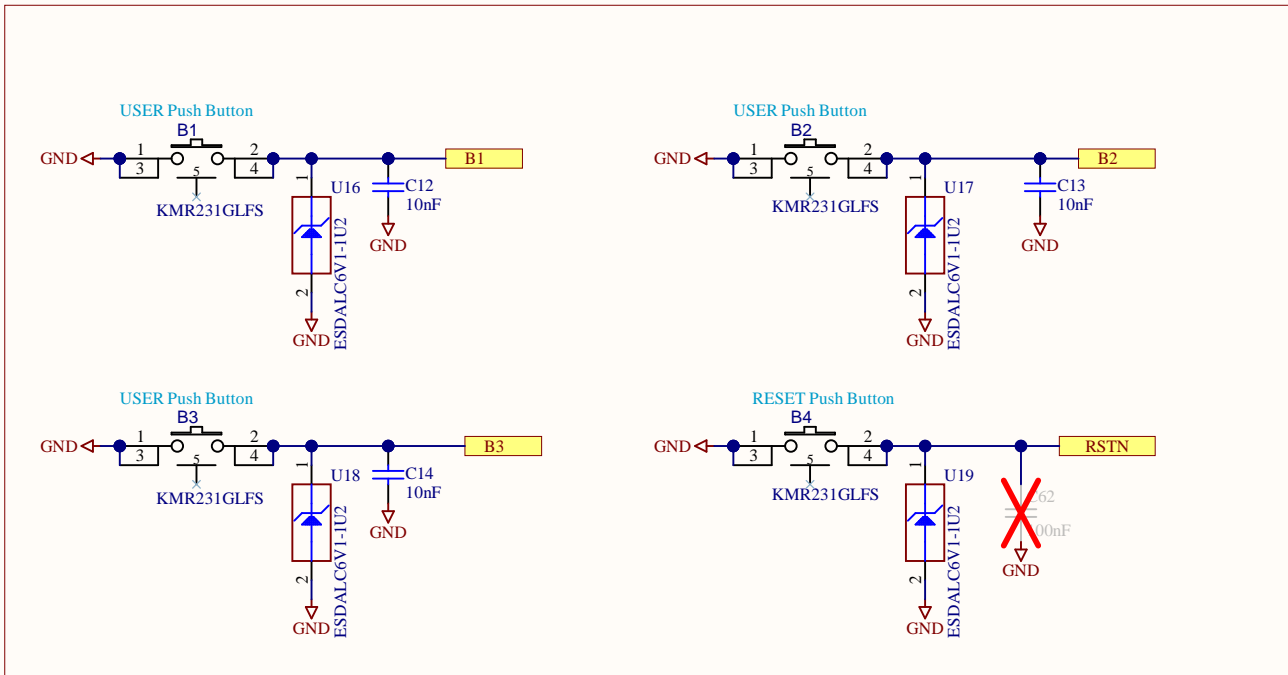 USER Push Button
B1
GND
1
2
3
4
5
KMR231GLFS
B1
1
U16
C12
10nF
GND
2
ESDALC6V1-1U2
GND
USER Push Button
B2
GND
1
2
3
4
5
KMR231GLFS
B2
1
U17
C13
10nF
GND
2
ESDALC6V1-1U2
GND
USER Push Button
B3
GND
1
2
3
4
5
KMR231GLFS
B3
1
U18
C14
10nF
GND
2
ESDALC6V1-1U2
GND
RESET Push Button
B4
GND
1
2
3
4
5
KMR231GLFS
RSTN
1
U19
GND
2
ESDALC6V1-1U2
GND